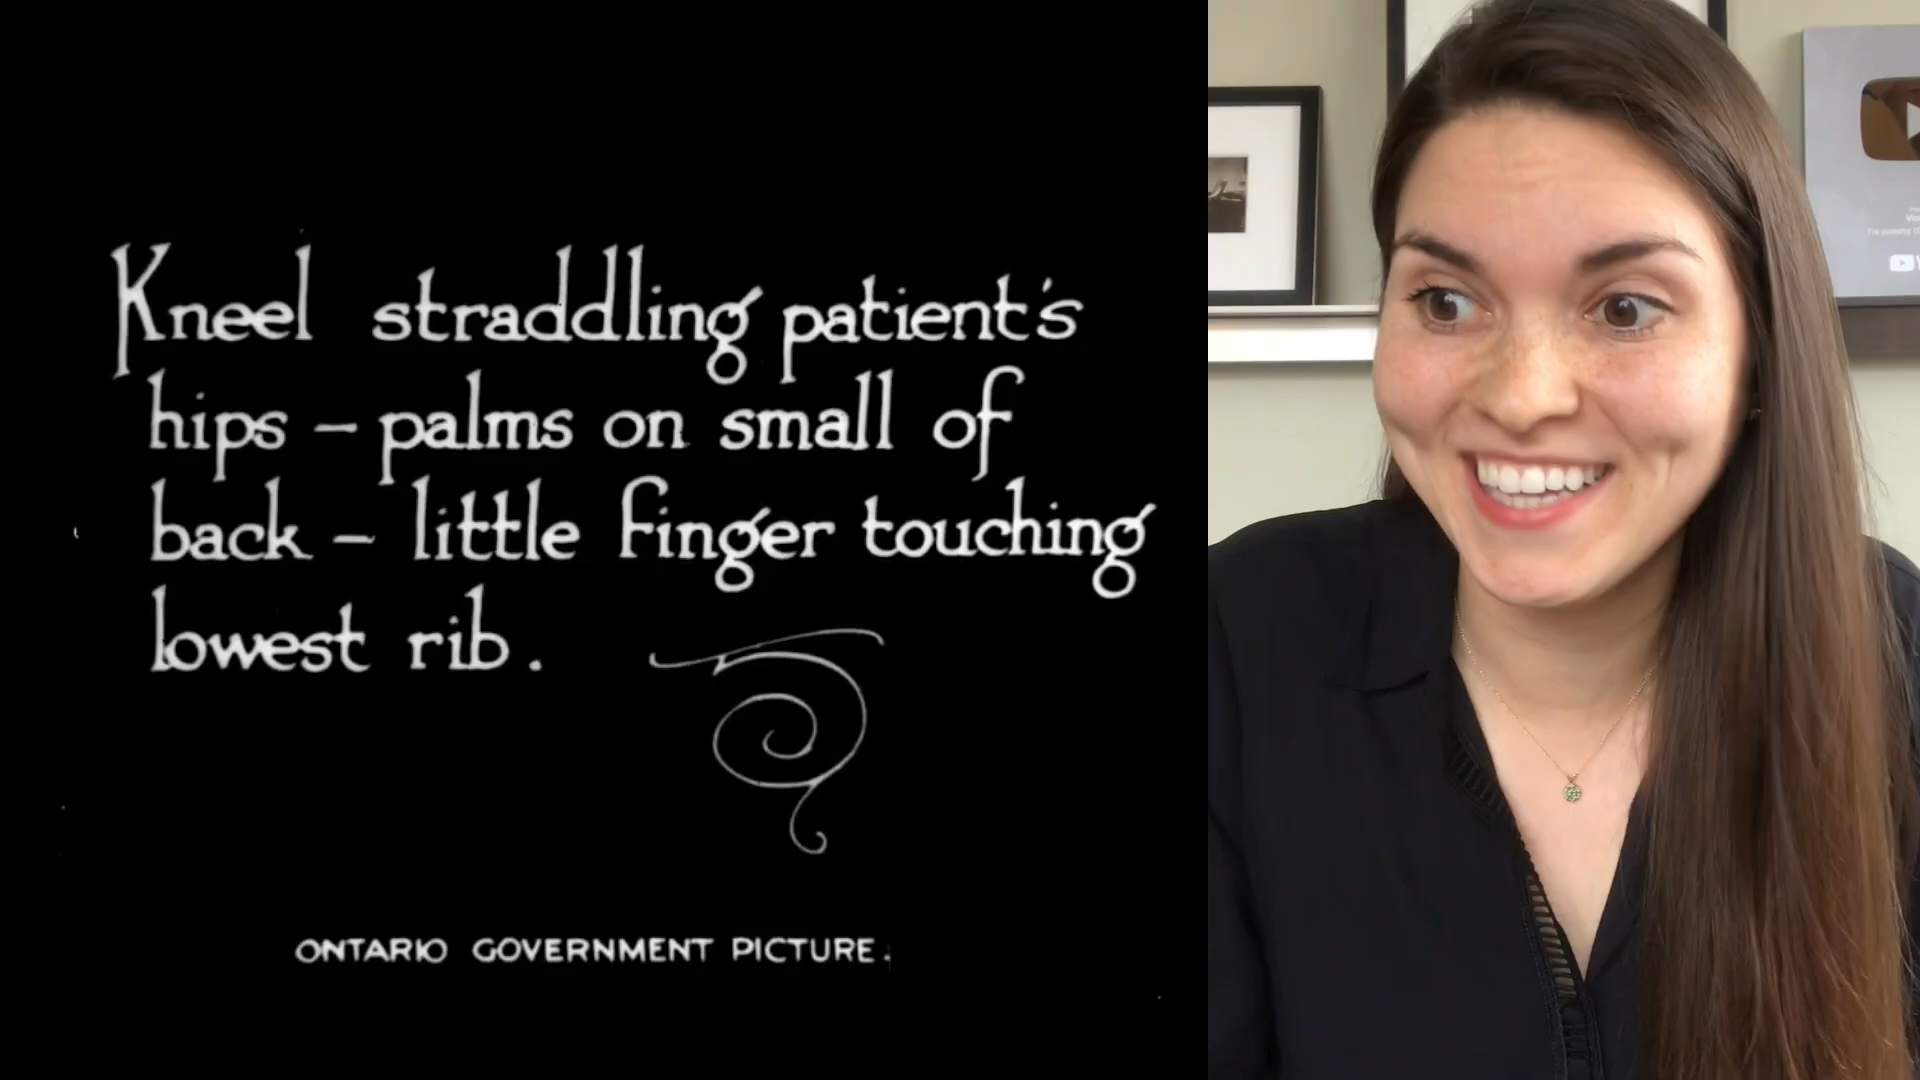 Kneel straddling patient's
hips – palms on small of
back – little finger touching
lowest rib.
ONTARIO GOVERNMENT PICTURE.